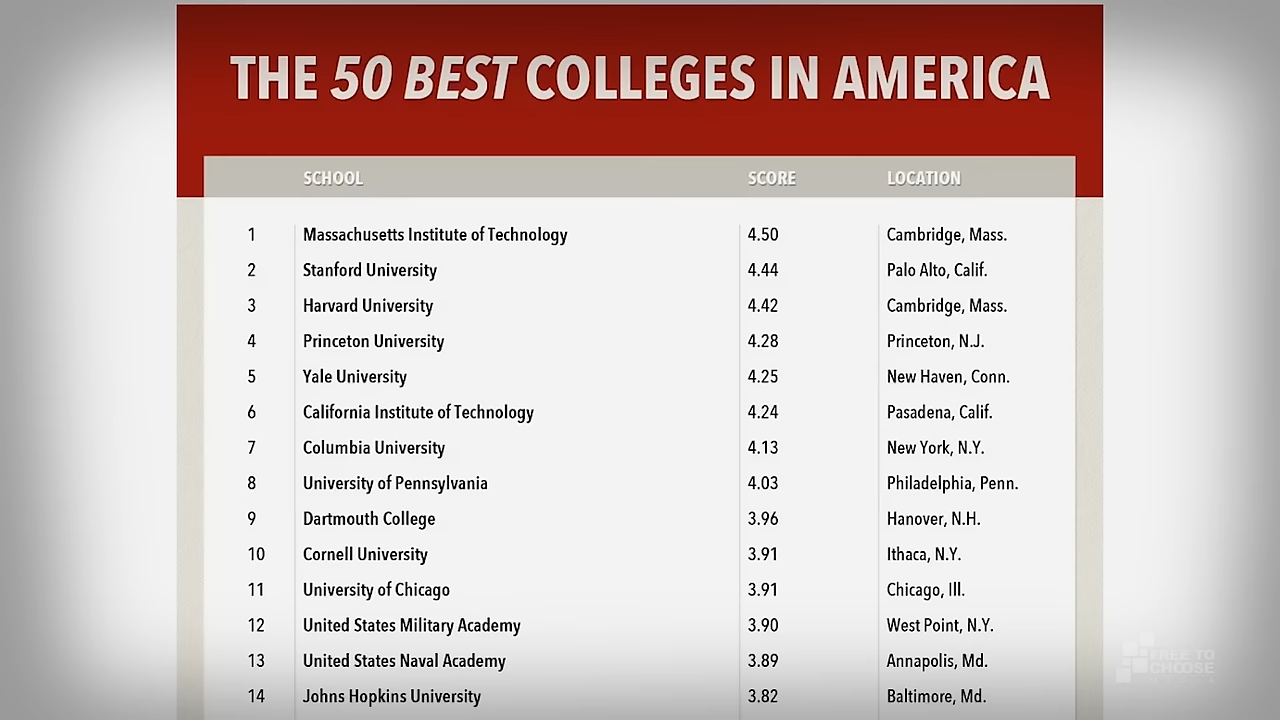 THE 50 BEST COLLEGES IN AMERICA
SCHOOL SCORE LOCATION
1 Massachusetts Institute of Technology 4.50 Cambridge, Mass.
2 Stanford University 4.44 Palo Alto, Calif.
3 Harvard University 4.42 Cambridge, Mass.
4 Princeton University 4.28 Princeton, N.J.
5 Yale University 4.25 New Haven, Conn.
6 California Institute of Technology 4.24 Pasadena, Calif.
7 Columbia University 4.13 New York, N.Y.
8 University of Pennsylvania 4.03 Philadelphia, Penn.
9 Dartmouth College 3.96 Hanover, N.H.
10 Cornell University 3.91 Ithaca, N.Y.
11 University of Chicago 3.91 Chicago, Ill.
12 United States Military Academy 3.90 West Point, N.Y.
13 United States Naval Academy 3.89 Annapolis, Md.
14 Johns Hopkins University 3.82 Baltimore, Md.
FREE TO
CHOOSE